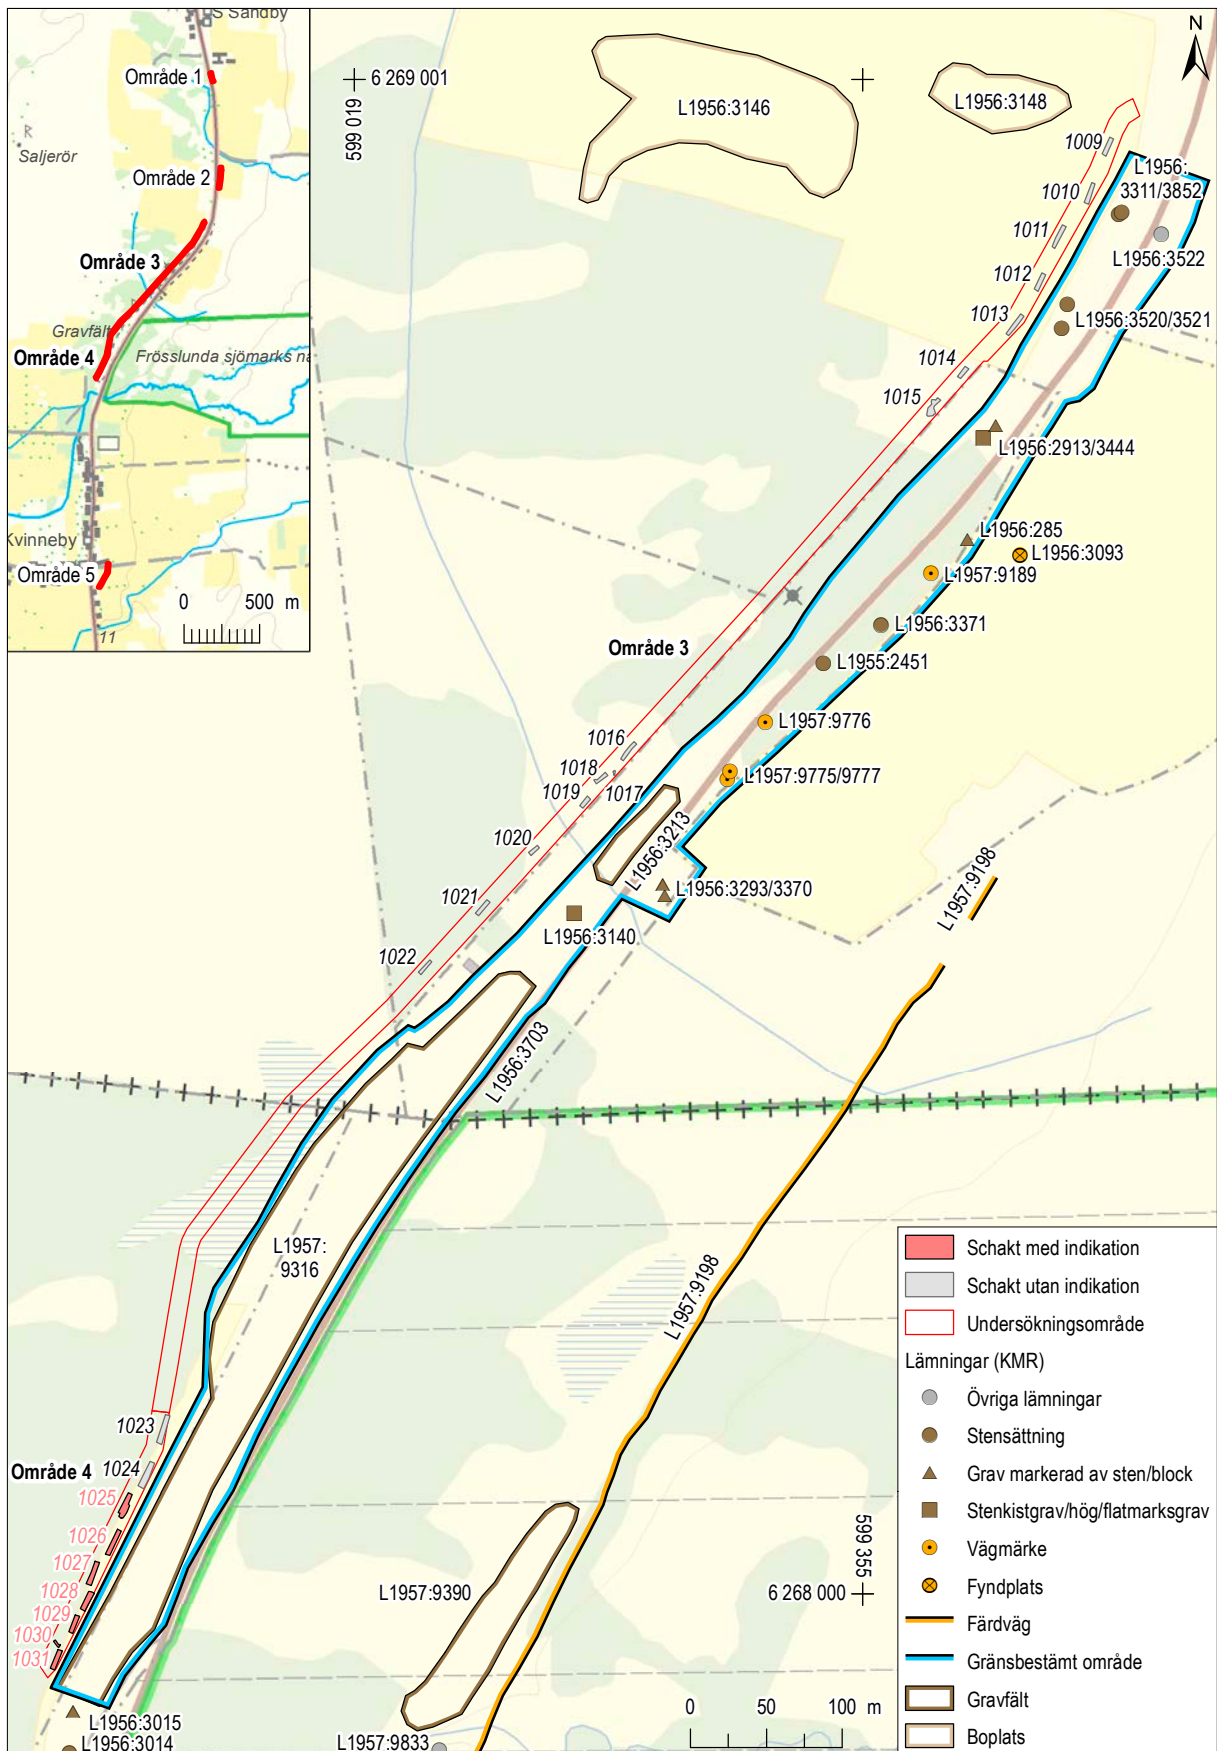 S Sandby
Område 1
Saljerör
Område 2
Område 3
Gravfält
Område 4
Frösslunda sjömarks na
Kvinneby
Område 5
0 500 m
11
6 269 001
599 019
N
L1956:3146
L1956:3148
1009
L1956:
3311/3852
1010
1011
L1956:3522
1012
1013
L1956:3520/3521
1014
1015
L1956:2913/3444
L1956:285
L1956:3093
L1957:9189
L1956:3371
Område 3
L1955:2451
L1957:9776
1016
1018
L1957:9775/9777
1017
1019
L1956:3213
1020
L1957:9198
L1956:3293/3370
1021
L1956:3140
1022
L1956:3703
L1957:
9316
L1957:9198
1023
Område 4
1024
1025
1026
1027
1028
1029
1030
1031
599 355
6 268 000
L1957:9390
L1956:3015
L1956:3014
L1957:9833
0 50 100 m
Schakt med indikation
Schakt utan indikation
Undersökningsområde
Lämningar (KMR)
Övriga lämningar
Stensättning
Grav markerad av sten/block
Stenkistgrav/hög/flatmarksgrav
Vägmärke
Fyndplats
Färdväg
Gränsbestämt område
Gravfält
Boplats